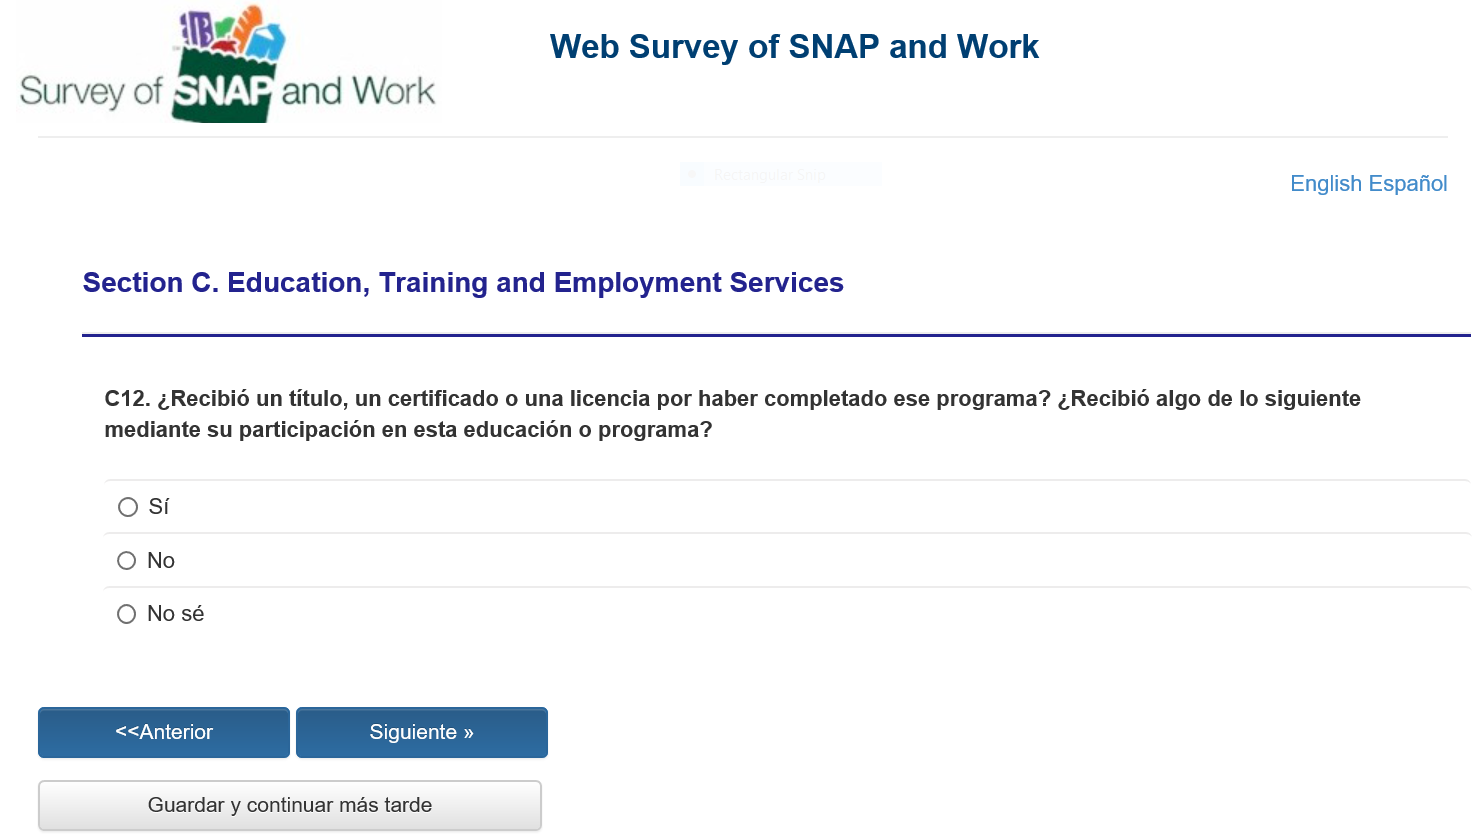 Survey of SNAP and Work
Web Survey of SNAP and Work
Rectangular Snip
English Español
Section C. Education, Training and Employment Services
C12. ¿Recibió un título, un certificado o una licencia por haber completado ese programa? ¿Recibió algo de lo siguiente
mediante su participación en esta educación o programa?
Sí
No
No sé
<<Anterior
Siguiente »
Guardar y continuar más tarde